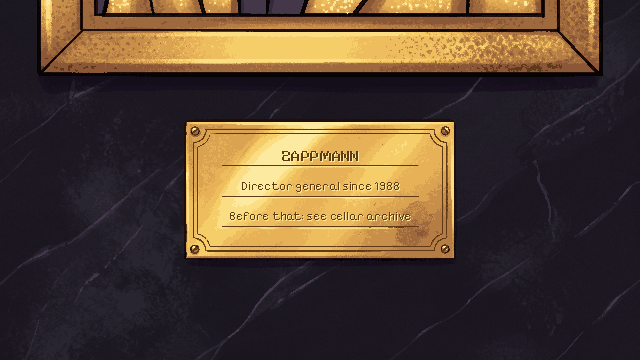 ZAPPMANN
Director general since 1988
Before that: see cellar archive